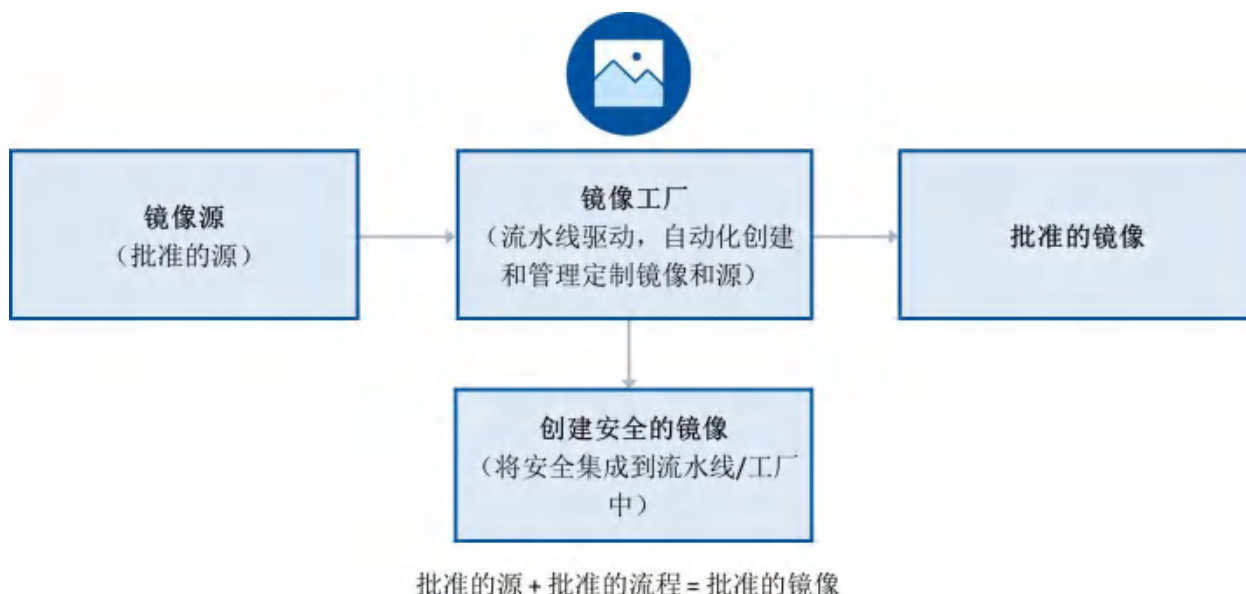 镜像源
（批准的源）
镜像工厂
（流水线驱动，自动化创建
和管理定制镜像和源）
批准的镜像
创建安全的镜像
（将安全集成到流水线/工厂
中）
批准的源 + 批准的流程 = 批准的镜像